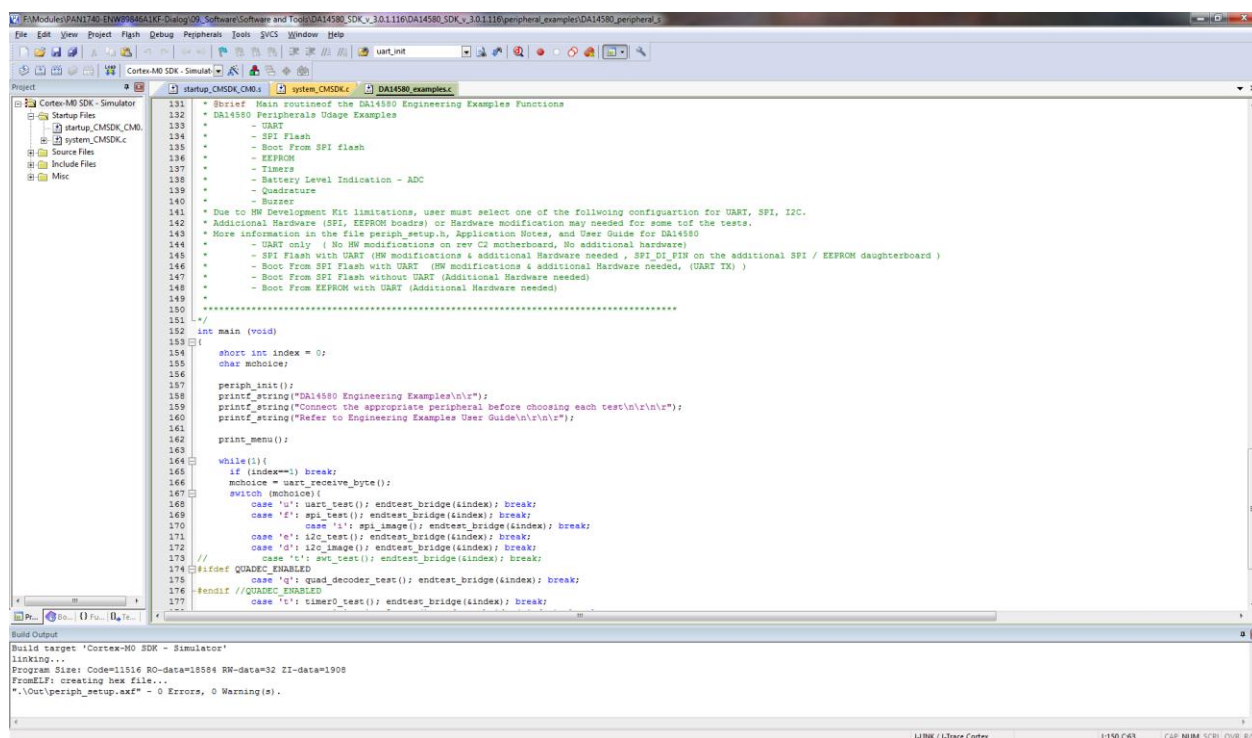 F:\Modules\PAN1740-ENW89846A1KF-Dialog\09._Software\Software and Tools\DA14580_SDK_v_3.0.1.116\DA14580_SDK_v_3.0.1.116\peripheral_examples\DA14580_peripheral_s
File Edit View Project Flash Debug Peripherals Tools SVCS Window Help
uart_init
Cortex-M0 SDK - Simulat
Project
startup_CMSDK_CM0.s system_CMSDK.c DA14580_examples.c
Cortex-M0 SDK - Simulator
Startup Files
startup_CMSDK_CM0.
system_CMSDK.c
Source Files
Include Files
Misc
131 * @brief Main routineof the DA14580 Engineering Examples Functions
132 * DA14580 Peripherals Udage Examples
133 * - UART
134 * - SPI Flash
135 * - Boot From SPI flash
136 * - EEPROM
137 * - Timers
138 * - Battery Level Indication - ADC
139 * - Quadrature
140 * - Buzzer
141 * Due to HW Development Kit limitations, user must select one of the follwoing configuartion for UART, SPI, I2C.
142 * Addicional Hardware (SPI, EEPROM boadrs) or Hardware modification may needed for some tof the tests.
143 * More information in the file periph_setup.h, Application Notes, and User Guide for DA14580
144 * - UART only ( No HW modifications on rev C2 motherboard, No additional hardware)
145 * - SPI Flash with UART (HW modifications & additional Hardware needed , SPI_DI_PIN on the additional SPI / EEPROM daughterboard )
146 * - Boot From SPI Flash with UART (HW modifications & additional Hardware needed, (UART TX) )
147 * - Boot From SPI Flash without UART (Additional Hardware needed)
148 * - Boot From EEPROM with UART (Additional Hardware needed)
149 *
150 ****************************************************************************************
151 */
152 int main (void)
153 {
154 short int index = 0;
155 char mchoice;
156
157 periph_init();
158 printf_string("DA14580 Engineering Examples\n\r");
159 printf_string("Connect the appropriate peripheral before choosing each test\n\r\n\r");
160 printf_string("Refer to Engineering Examples User Guide\n\r\n\r");
161
162 print_menu();
163
164 while(1){
165 if (index==1) break;
166 mchoice = uart_receive_byte();
167 switch (mchoice){
168 case 'u': uart_test(); endtest_bridge(&index); break;
169 case 'f': spi_test(); endtest_bridge(&index); break;
170 case 'i': spi_image(); endtest_bridge(&index); break;
171 case 'e': i2c_test(); endtest_bridge(&index); break;
172 case 'd': i2c_image(); endtest_bridge(&index); break;
173 // case 't': swt_test(); endtest_bridge(&index); break;
174 #ifdef QUADEC_ENABLED
175 case 'q': quad_decoder_test(); endtest_bridge(&index); break;
176 #endif //QUADEC_ENABLED
177 case 't': timer0_test(); endtest_bridge(&index); break;
Pr... Bo... {} Fu... Te...
Build Output
Build target 'Cortex-M0 SDK - Simulator'
linking...
Program Size: Code=11516 RO-data=18584 RW-data=32 ZI-data=1908
FromELF: creating hex file...
".\Out\periph_setup.axf" - 0 Errors, 0 Warning(s).
J-LINK / J-Trace Cortex L:150 C:63 CAP NUM SCRL OVR R/